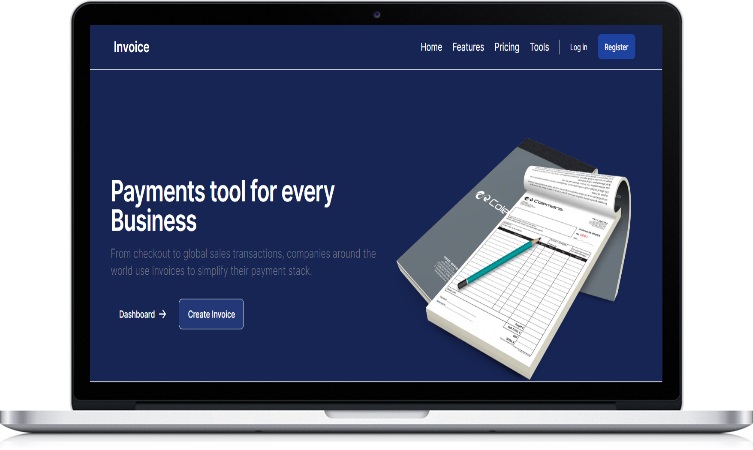 Invoice
Home Features Pricing Tools Log in Register
Payments tool for every
Business
From checkout to global sales transactions, companies around the
world use Invoices to simplify their payment stack.
Dashboard →
Create Invoice